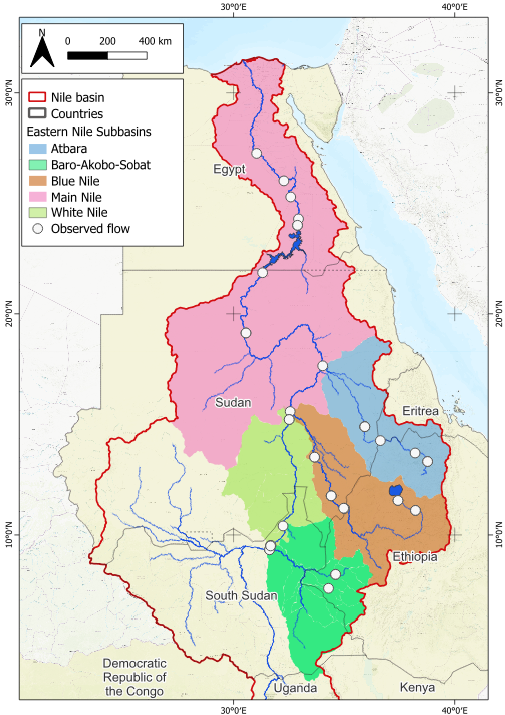 30°0'E
40°0'E
N
0
200
400 km
30°0'N
30°0'N
Nile basin
Countries
Eastern Nile Subbasins
Atbara
Baro-Akobo-Sobat
Blue Nile
Main Nile
White Nile
Observed flow
Egypt
20°0'N
20°0'N
Sudan
Eritrea
10°0'N
10°0'N
Ethiopia
South Sudan
Democratic
Republic of
the Congo
Uganda
Kenya
30°0'E
40°0'E